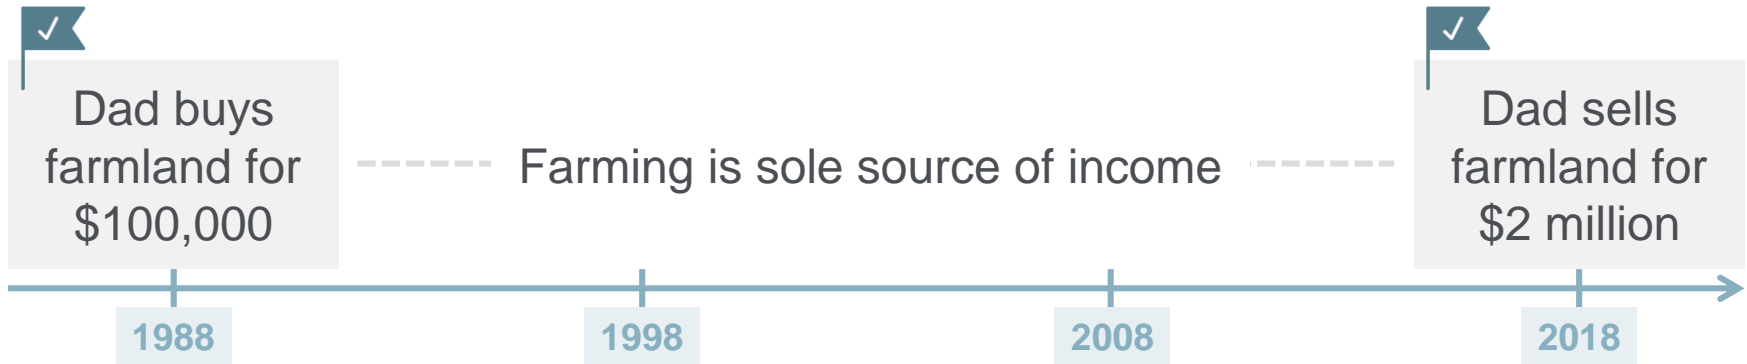 Dad buys
farmland for
$100,000
Farming is sole source of income
Dad sells
farmland for
$2 million
1988
1998
2008
2018